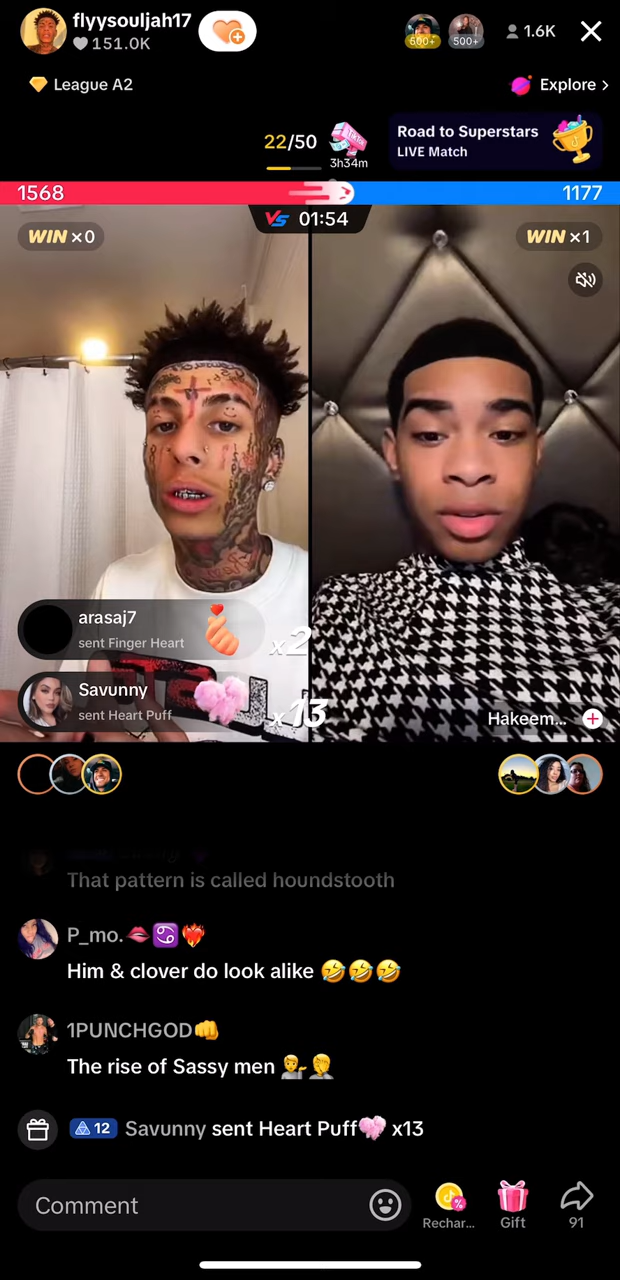 flyysouljah17
151.0K
600+
500+
1.6K
League A2
Explore
22/50
3h34m
Road to Superstars
LIVE Match
1568
1177
VS 01:54
WIN x0
WIN x1
arasaj7
sent Finger Heart
x2
Savunny
sent Heart Puff
x13
Hakeem...
That pattern is called houndstooth
P_mo.
Him & clover do look alike 🤣🤣🤣
1PUNCHGOD👊
The rise of Sassy men 💁‍♂️🤦‍♂️
12 Savunny sent Heart Puff x13
Comment
Rechar...
Gift
91